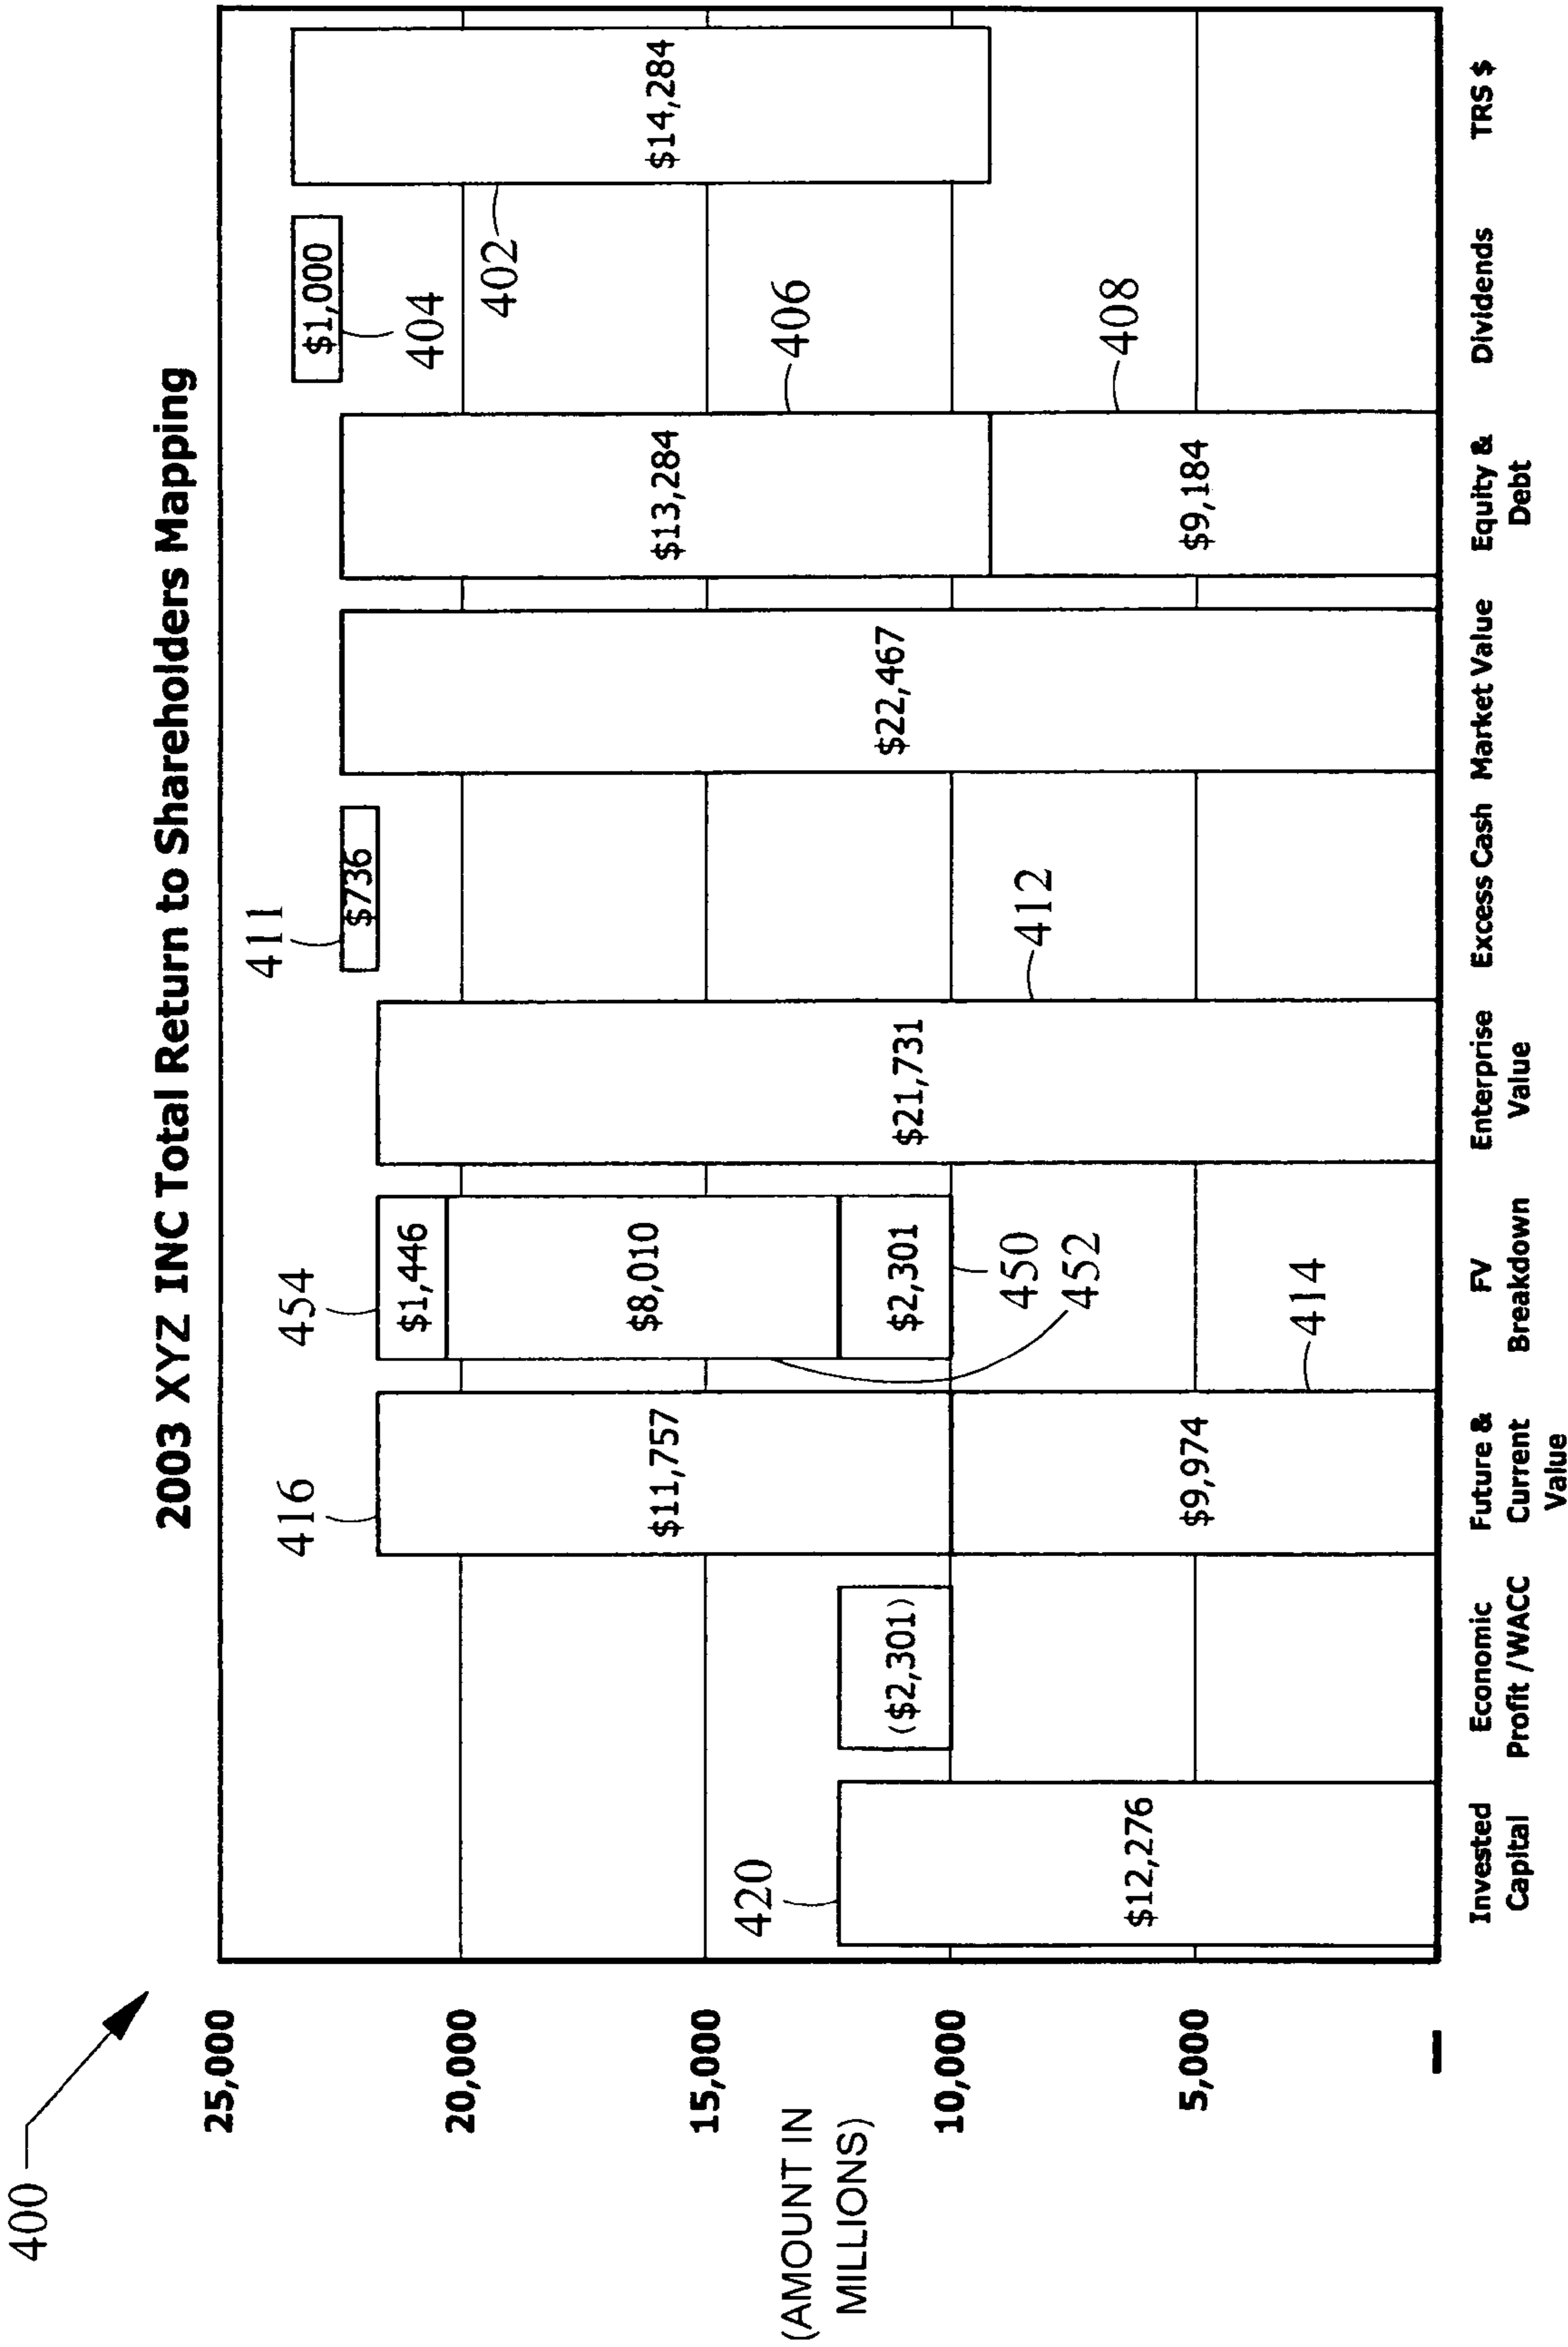 400
2003 XYZ INC Total Return to Shareholders Mapping
(AMOUNT IN
MILLIONS)
25,000
20,000
15,000
10,000
5,000
—
420
$12,276
($2,301)
416
$11,757
$9,974
414
454
$1,446
$8,010
$2,301
450
452
$21,731
412
411
$736
$22,467
$13,284
406
$9,184
408
$1,000
404
402
$14,284
Invested
Capital
Economic
Profit /WACC
Future &
Current
Value
FV
Breakdown
Enterprise
Value
Excess Cash
Market Value
Equity &
Debt
Dividends
TRS $